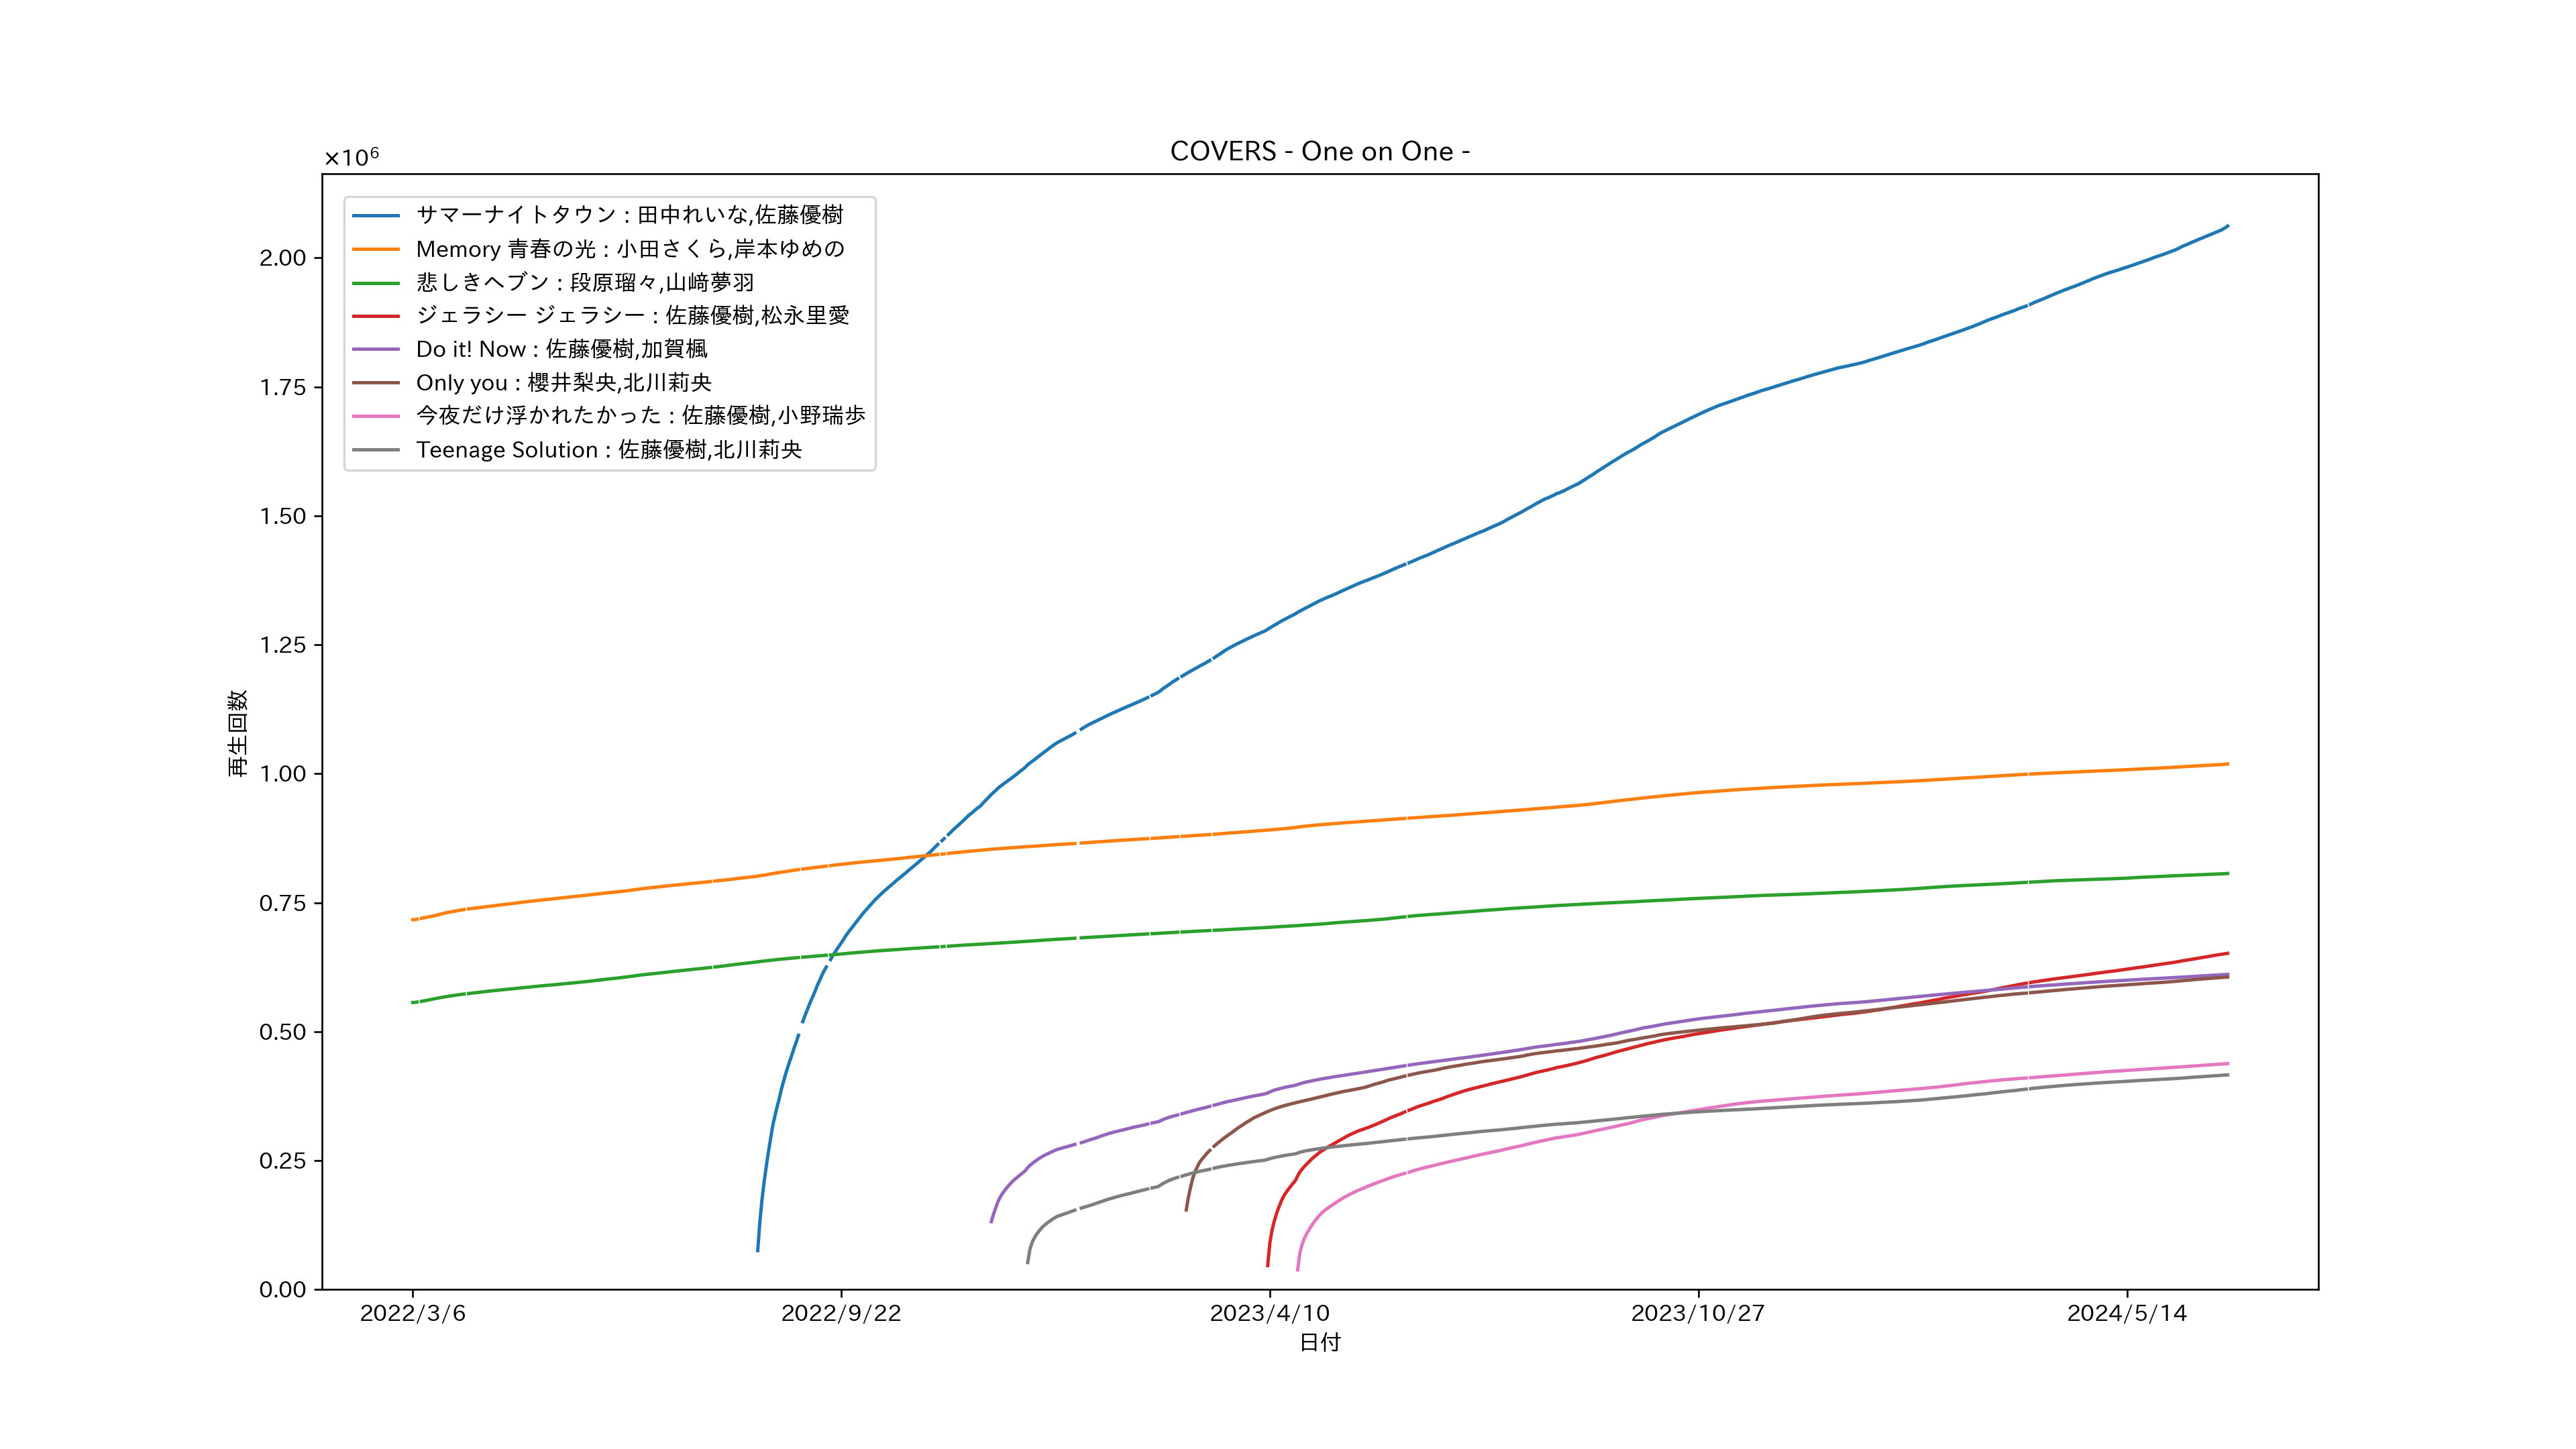 COVERS - One on One -
×10⁶
サマーナイトタウン : 田中れいな,佐藤優樹
Memory 青春の光 : 小田さくら,岸本ゆめの
悲しきヘブン : 段原瑠々,山﨑夢羽
ジェラシー ジェラシー : 佐藤優樹,松永里愛
Do it! Now : 佐藤優樹,加賀楓
Only you : 櫻井梨央,北川莉央
今夜だけ浮かれたかった : 佐藤優樹,小野瑞歩
Teenage Solution : 佐藤優樹,北川莉央
2.00
1.75
1.50
1.25
1.00
0.75
0.50
0.25
0.00
再生回数
2022/3/6
2022/9/22
2023/4/10
2023/10/27
2024/5/14
日付